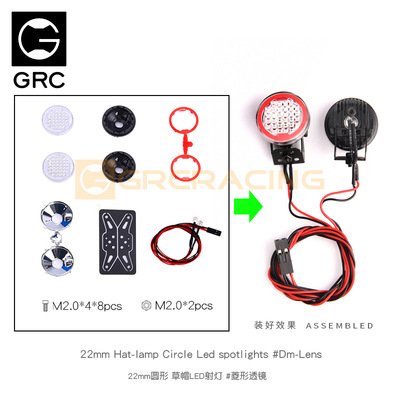 GRC
GRCRACING
M2.0*4*8pcs
M2.0*2pcs
装好效果 ASSEMBLED
22mm Hat-lamp Circle Led spotlights #Dm-Lens
22mm圆形 草帽LED射灯 #菱形透镜